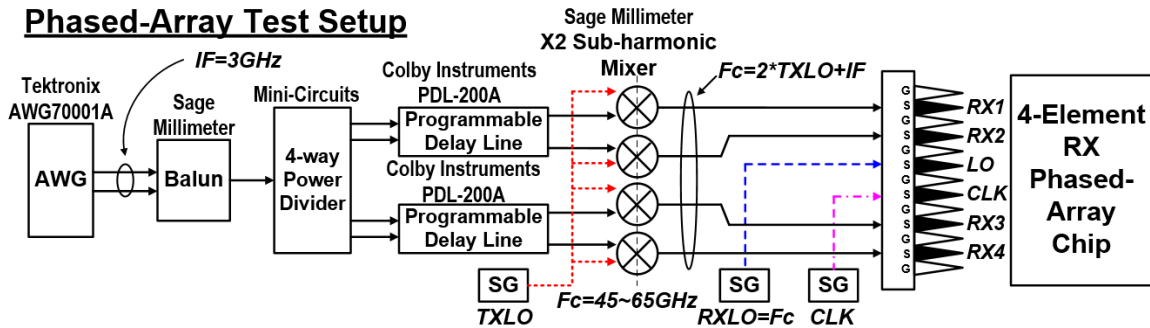 Phased-Array Test Setup
IF=3GHz
Tektronix
AWG70001A
AWG
Sage
Millimeter
Balun
Mini-Circuits
4-way
Power
Divider
Colby Instruments
PDL-200A
Programmable
Delay Line
Colby Instruments
PDL-200A
Programmable
Delay Line
Sage Millimeter
X2 Sub-harmonic
Mixer
Fc=2*TXLO+IF
SG
TXLO
Fc=45~65GHz
SG
RXLO=Fc
SG
CLK
G
S
G
S
G
S
G
S
G
S
G
S
G
RX1
RX2
LO
CLK
RX3
RX4
4-Element
RX
Phased-
Array
Chip